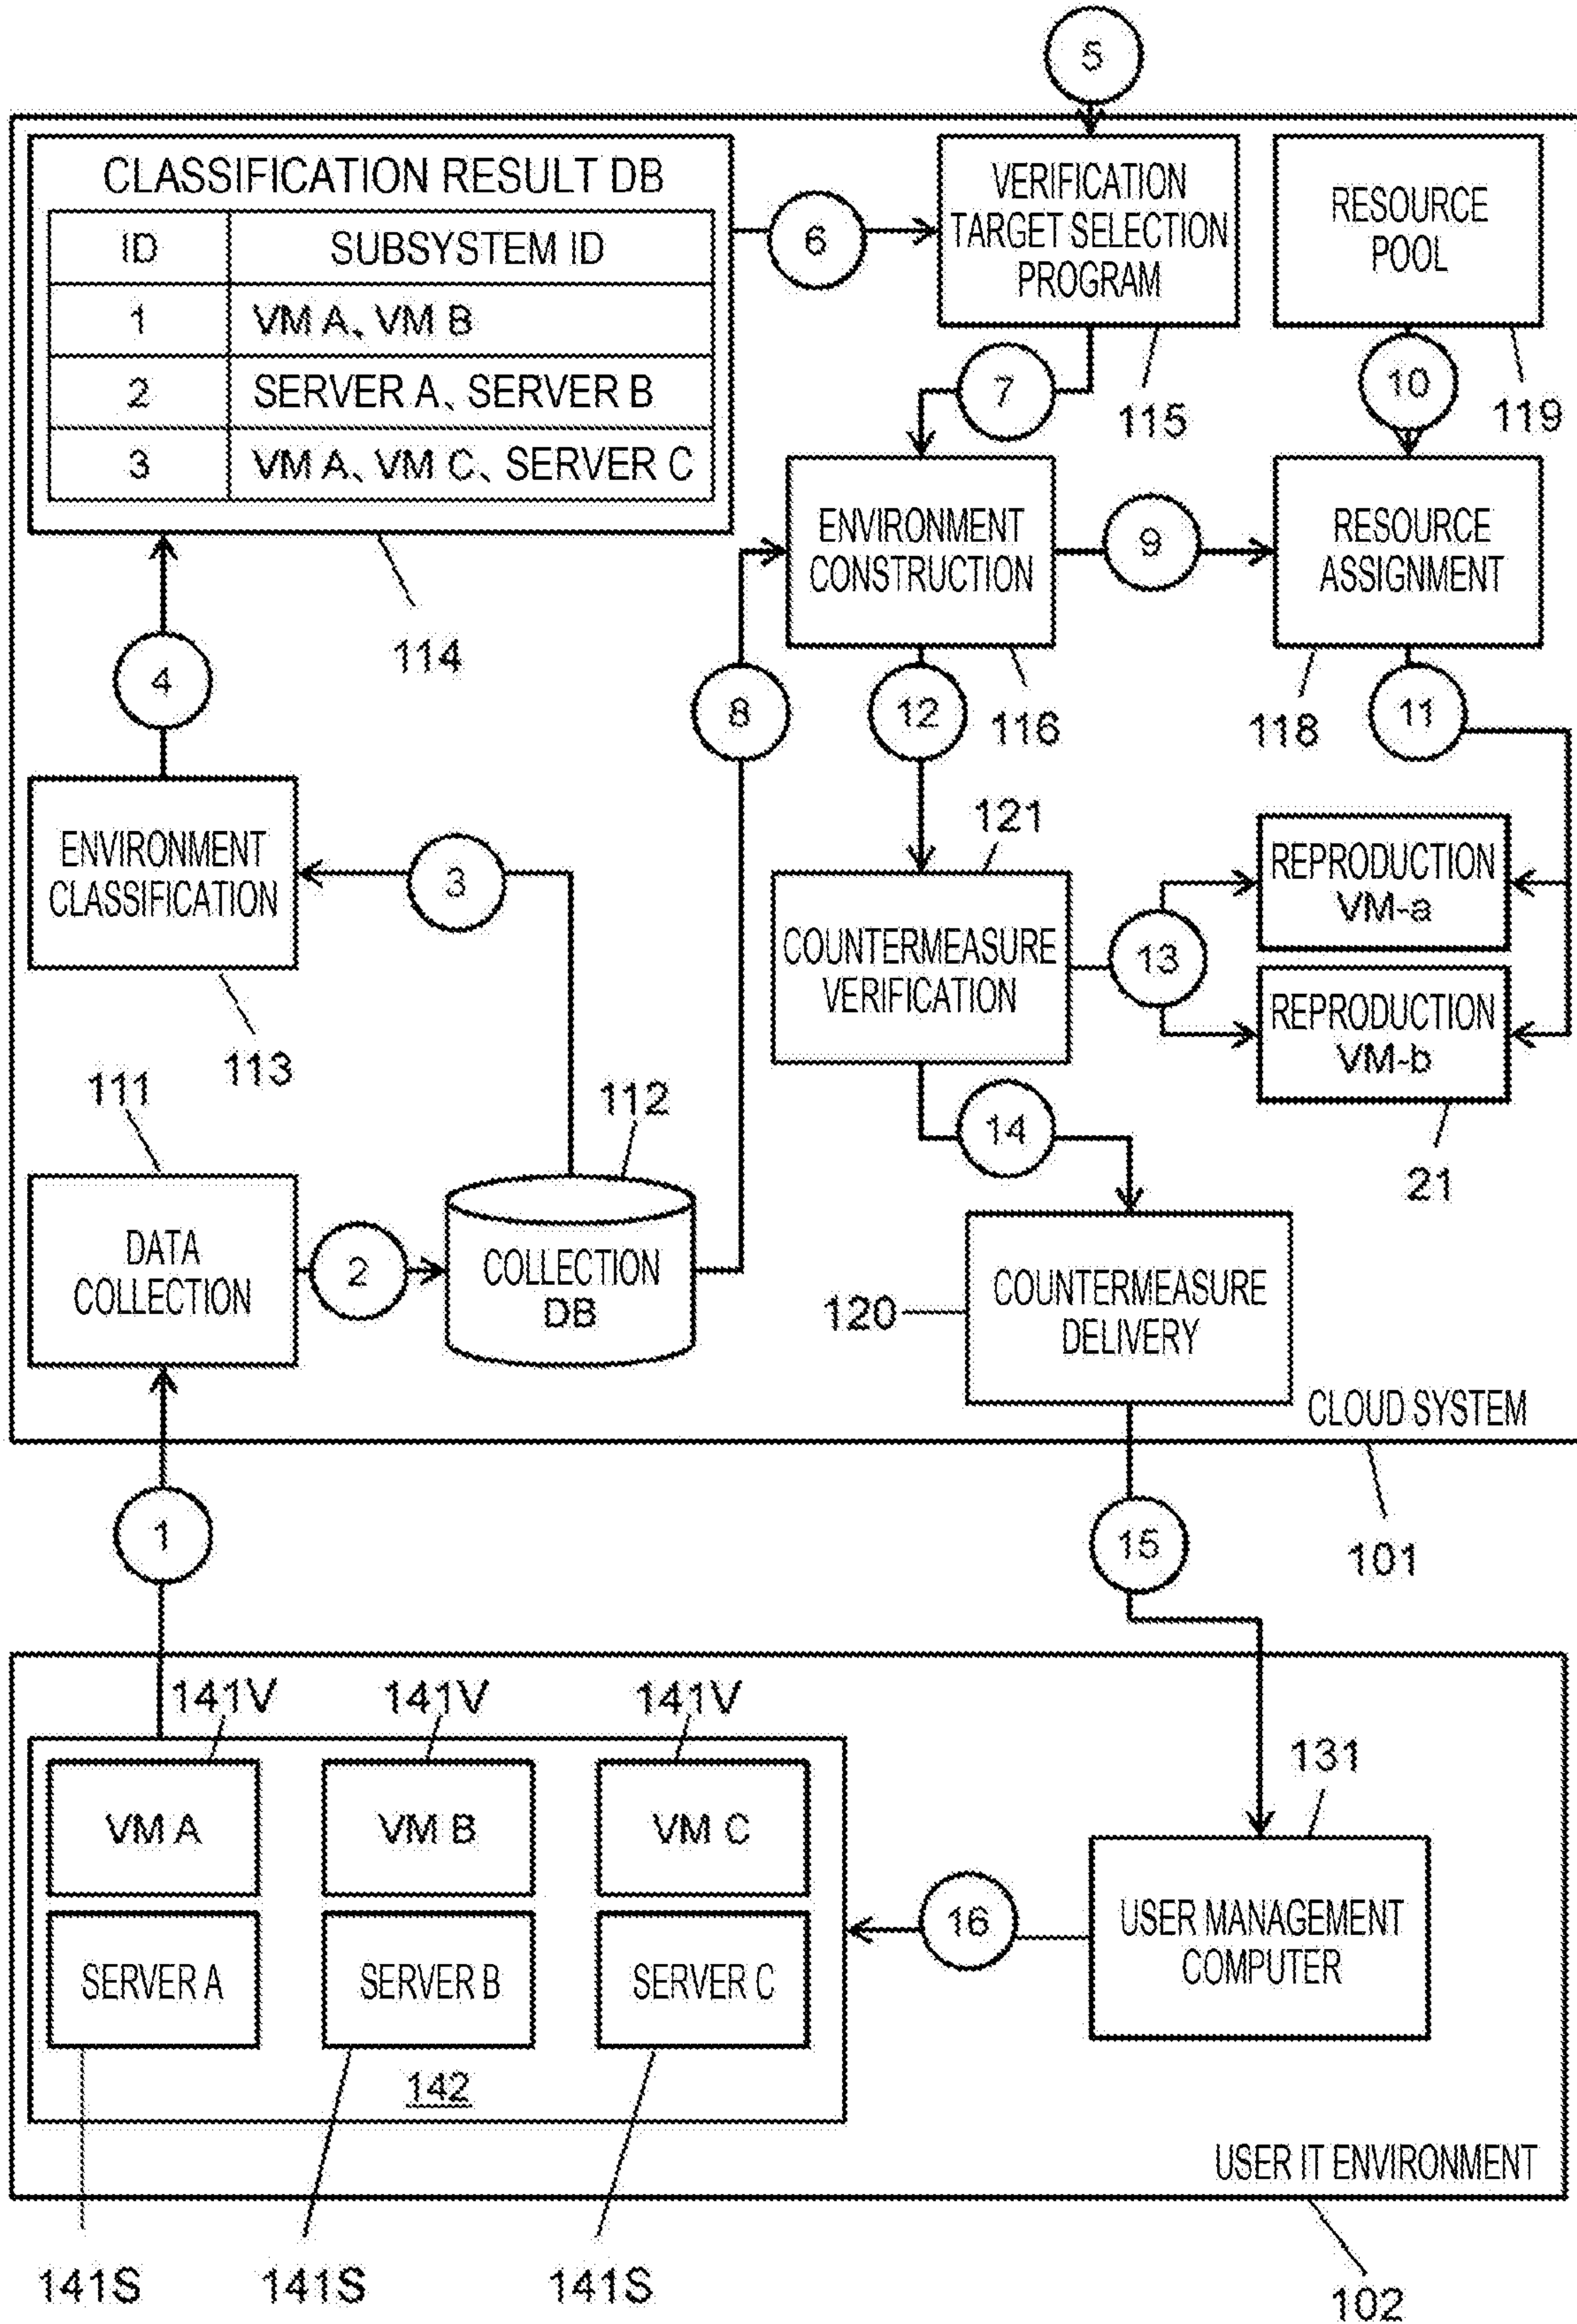 5
CLASSIFICATION RESULT DB
ID
SUBSYSTEM ID
1
VM A、VM B
2
SERVER A、SERVER B
3
VM A、VM C、SERVER C
6
VERIFICATION
TARGET SELECTION
PROGRAM
RESOURCE
POOL
7
115
10
119
114
ENVIRONMENT
CONSTRUCTION
9
RESOURCE
ASSIGNMENT
4
8
12
116
118
11
ENVIRONMENT
CLASSIFICATION
3
121
REPRODUCTION
VM-a
COUNTERMEASURE
VERIFICATION
13
REPRODUCTION
VM-b
113
111
112
14
21
DATA
COLLECTION
2
COLLECTION
DB
120
COUNTERMEASURE
DELIVERY
CLOUD SYSTEM
1
15
101
141V
141V
141V
131
VM A
VM B
VM C
16
USER MANAGEMENT
COMPUTER
SERVER A
SERVER B
SERVER C
142
USER IT ENVIRONMENT
141S
141S
141S
102